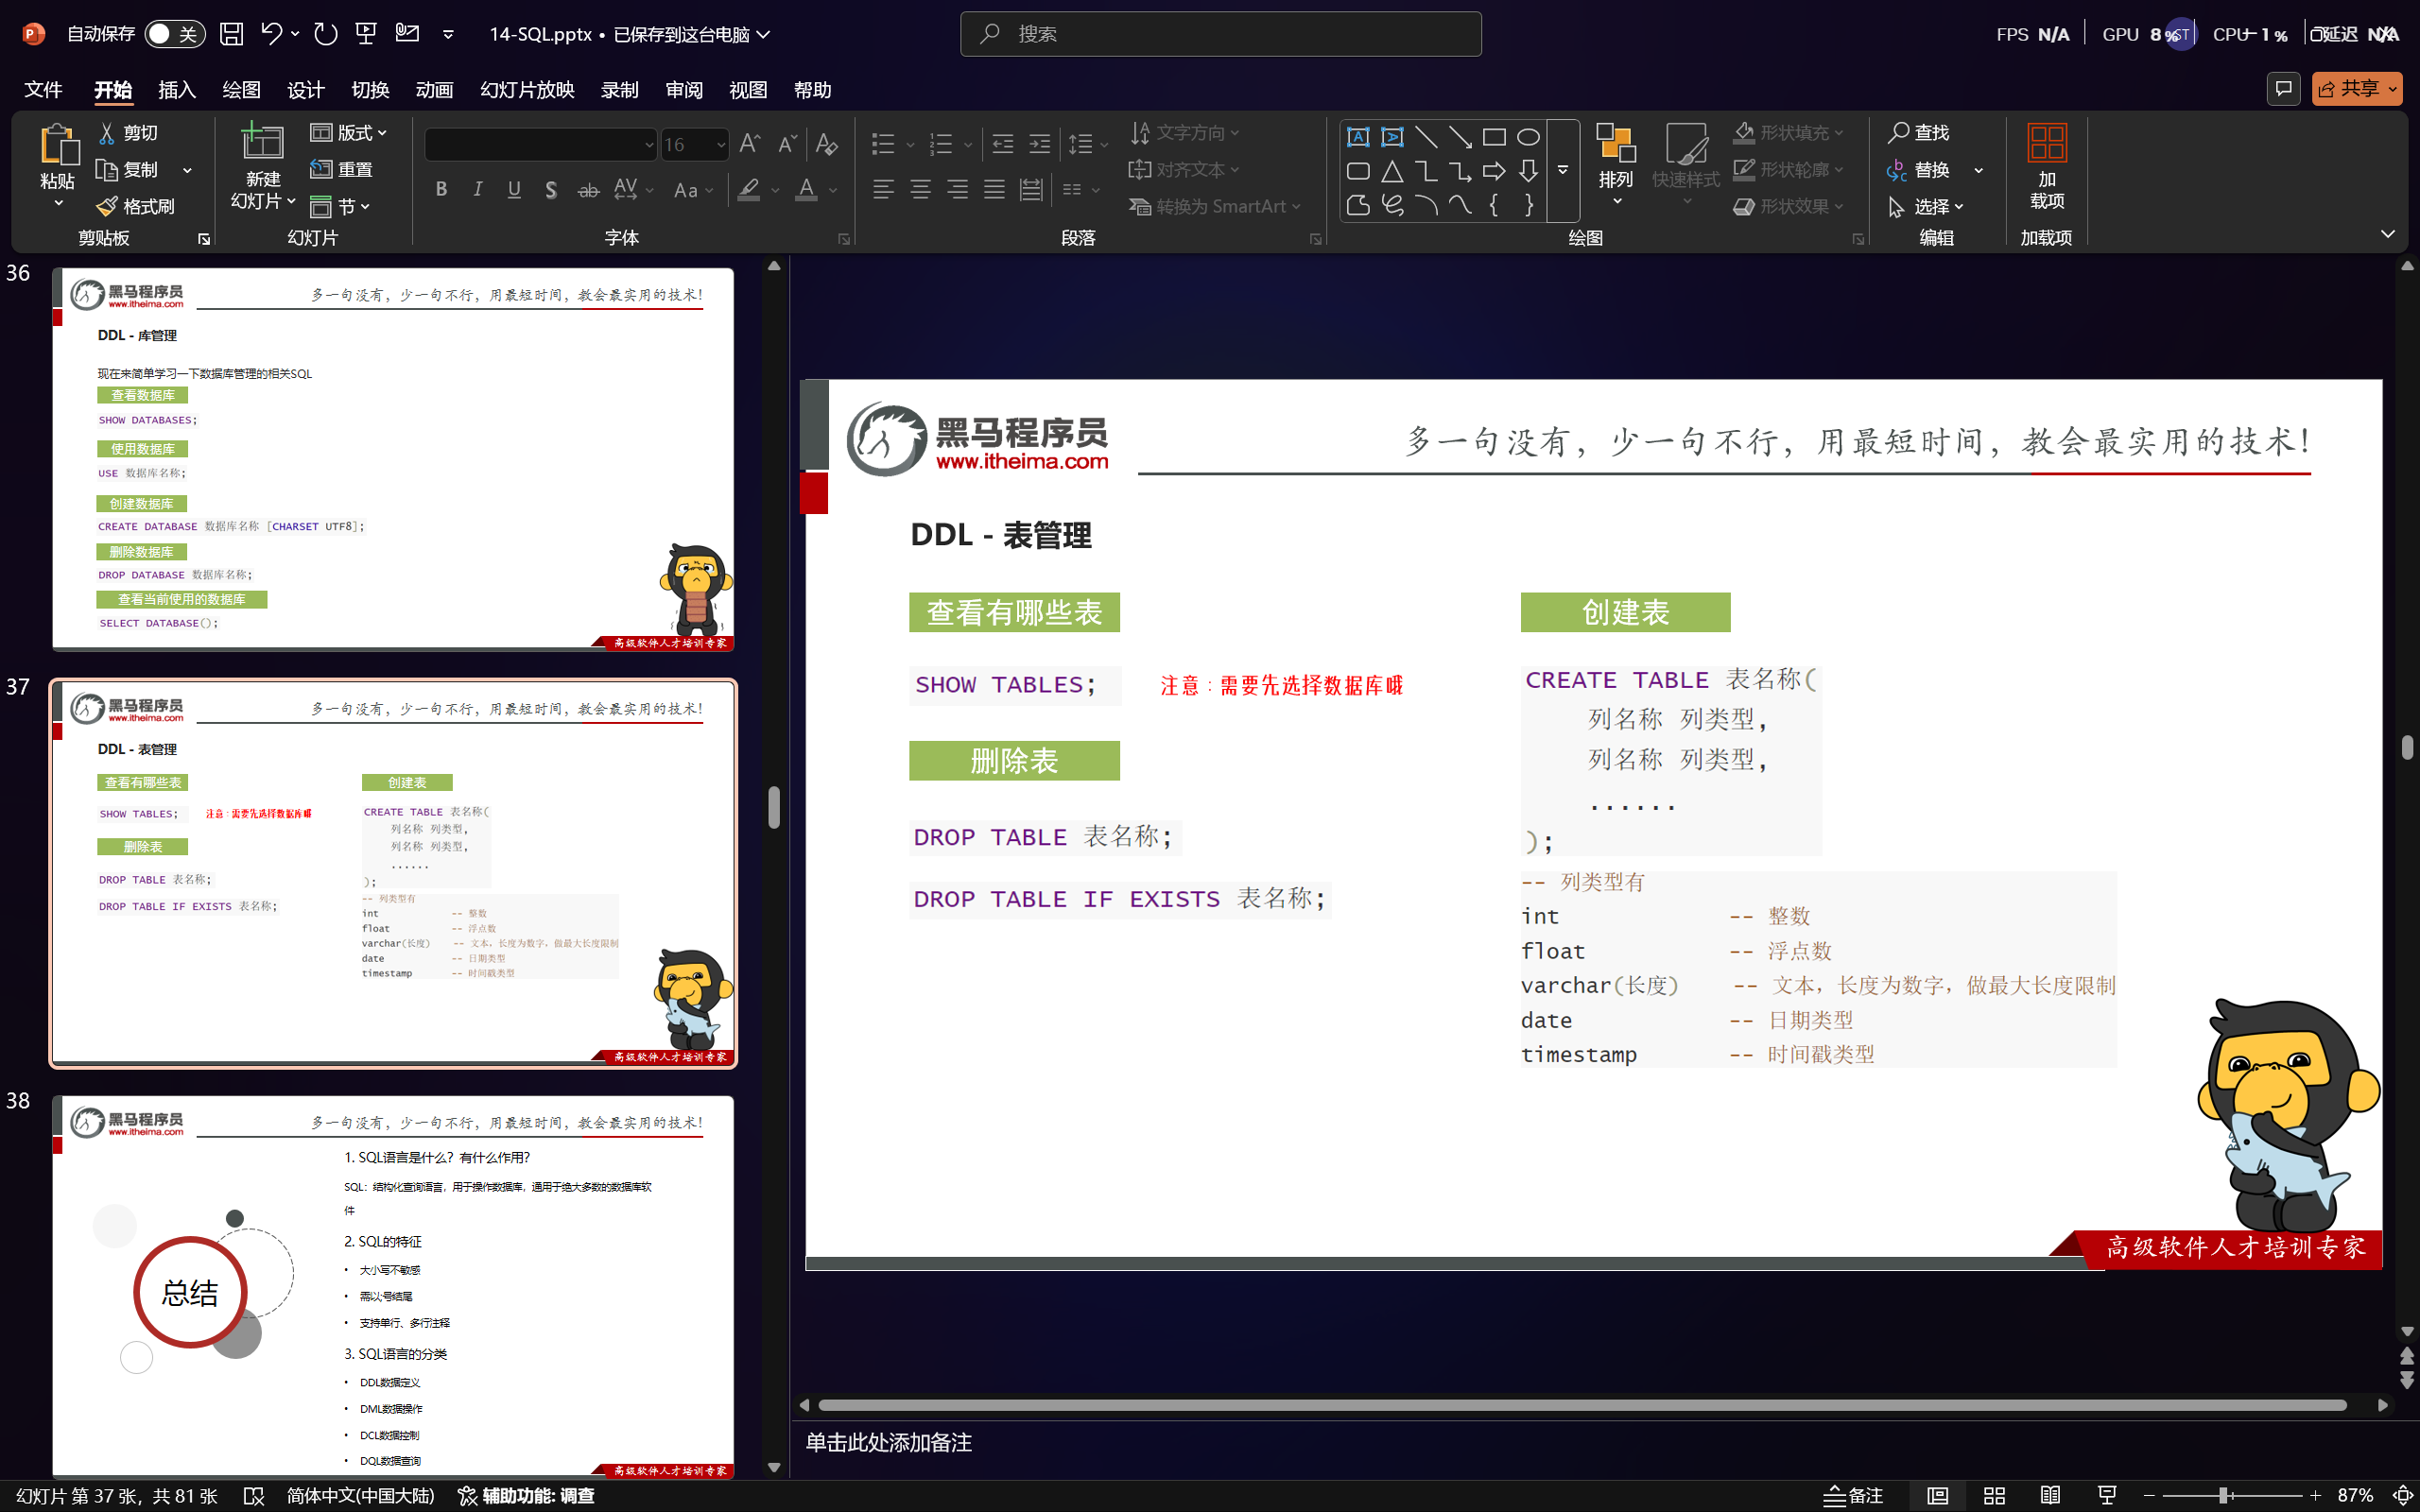 自动保存 关 14-SQL.pptx • 已保存到这台电脑 搜索 FPS N/A GPU 8 % CPU 1 % 延迟 N/A
文件 开始 插入 绘图 设计 切换 动画 幻灯片放映 录制 审阅 视图 帮助 共享
粘贴 剪切 复制 格式刷 剪贴板
新建 幻灯片 版式 重置 节 幻灯片
16 字体
文字方向 对齐文本 转换为 SmartArt 段落
排列 快速样式 形状填充 形状轮廓 形状效果 绘图
查找 替换 选择 编辑
加 载项 加载项
36
黑马程序员
www.itheima.com
多一句没有，少一句不行，用最短时间，教会最实用的技术！
DDL - 库管理
现在来简单学习一下数据库管理的相关SQL
查看数据库
SHOW DATABASES;
使用数据库
USE 数据库名称;
创建数据库
CREATE DATABASE 数据库名称 [CHARSET UTF8];
删除数据库
DROP DATABASE 数据库名称;
查看当前使用的数据库
SELECT DATABASE();
高级软件人才培训专家
37
黑马程序员
www.itheima.com
多一句没有，少一句不行，用最短时间，教会最实用的技术！
DDL - 表管理
查看有哪些表
SHOW TABLES; 注意：需要先选择数据库哦
删除表
DROP TABLE 表名称;
DROP TABLE IF EXISTS 表名称;
创建表
CREATE TABLE 表名称(
列名称 列类型,
列名称 列类型,
......
);
-- 列类型有
int -- 整数
float -- 浮点数
varchar(长度) -- 文本，长度为数字，做最大长度限制
date -- 日期类型
timestamp -- 时间戳类型
高级软件人才培训专家
38
黑马程序员
www.itheima.com
多一句没有，少一句不行，用最短时间，教会最实用的技术！
总结
1. SQL语言是什么？有什么作用？
SQL：结构化查询语言，用于操作数据库，通用于绝大多数的数据库软
件
2. SQL的特征
• 大小写不敏感
• 需以;号结尾
• 支持单行、多行注释
3. SQL语言的分类
• DDL数据定义
• DML数据操作
• DCL数据控制
• DQL数据查询
高级软件人才培训专家
黑马程序员
www.itheima.com
多一句没有，少一句不行，用最短时间，教会最实用的技术！
DDL - 表管理
查看有哪些表
SHOW TABLES; 注意：需要先选择数据库哦
删除表
DROP TABLE 表名称;
DROP TABLE IF EXISTS 表名称;
创建表
CREATE TABLE 表名称(
列名称 列类型,
列名称 列类型,
......
);
-- 列类型有
int -- 整数
float -- 浮点数
varchar(长度) -- 文本，长度为数字，做最大长度限制
date -- 日期类型
timestamp -- 时间戳类型
高级软件人才培训专家
单击此处添加备注
幻灯片 第 37 张，共 81 张 简体中文(中国大陆) 辅助功能: 调查 备注 87%